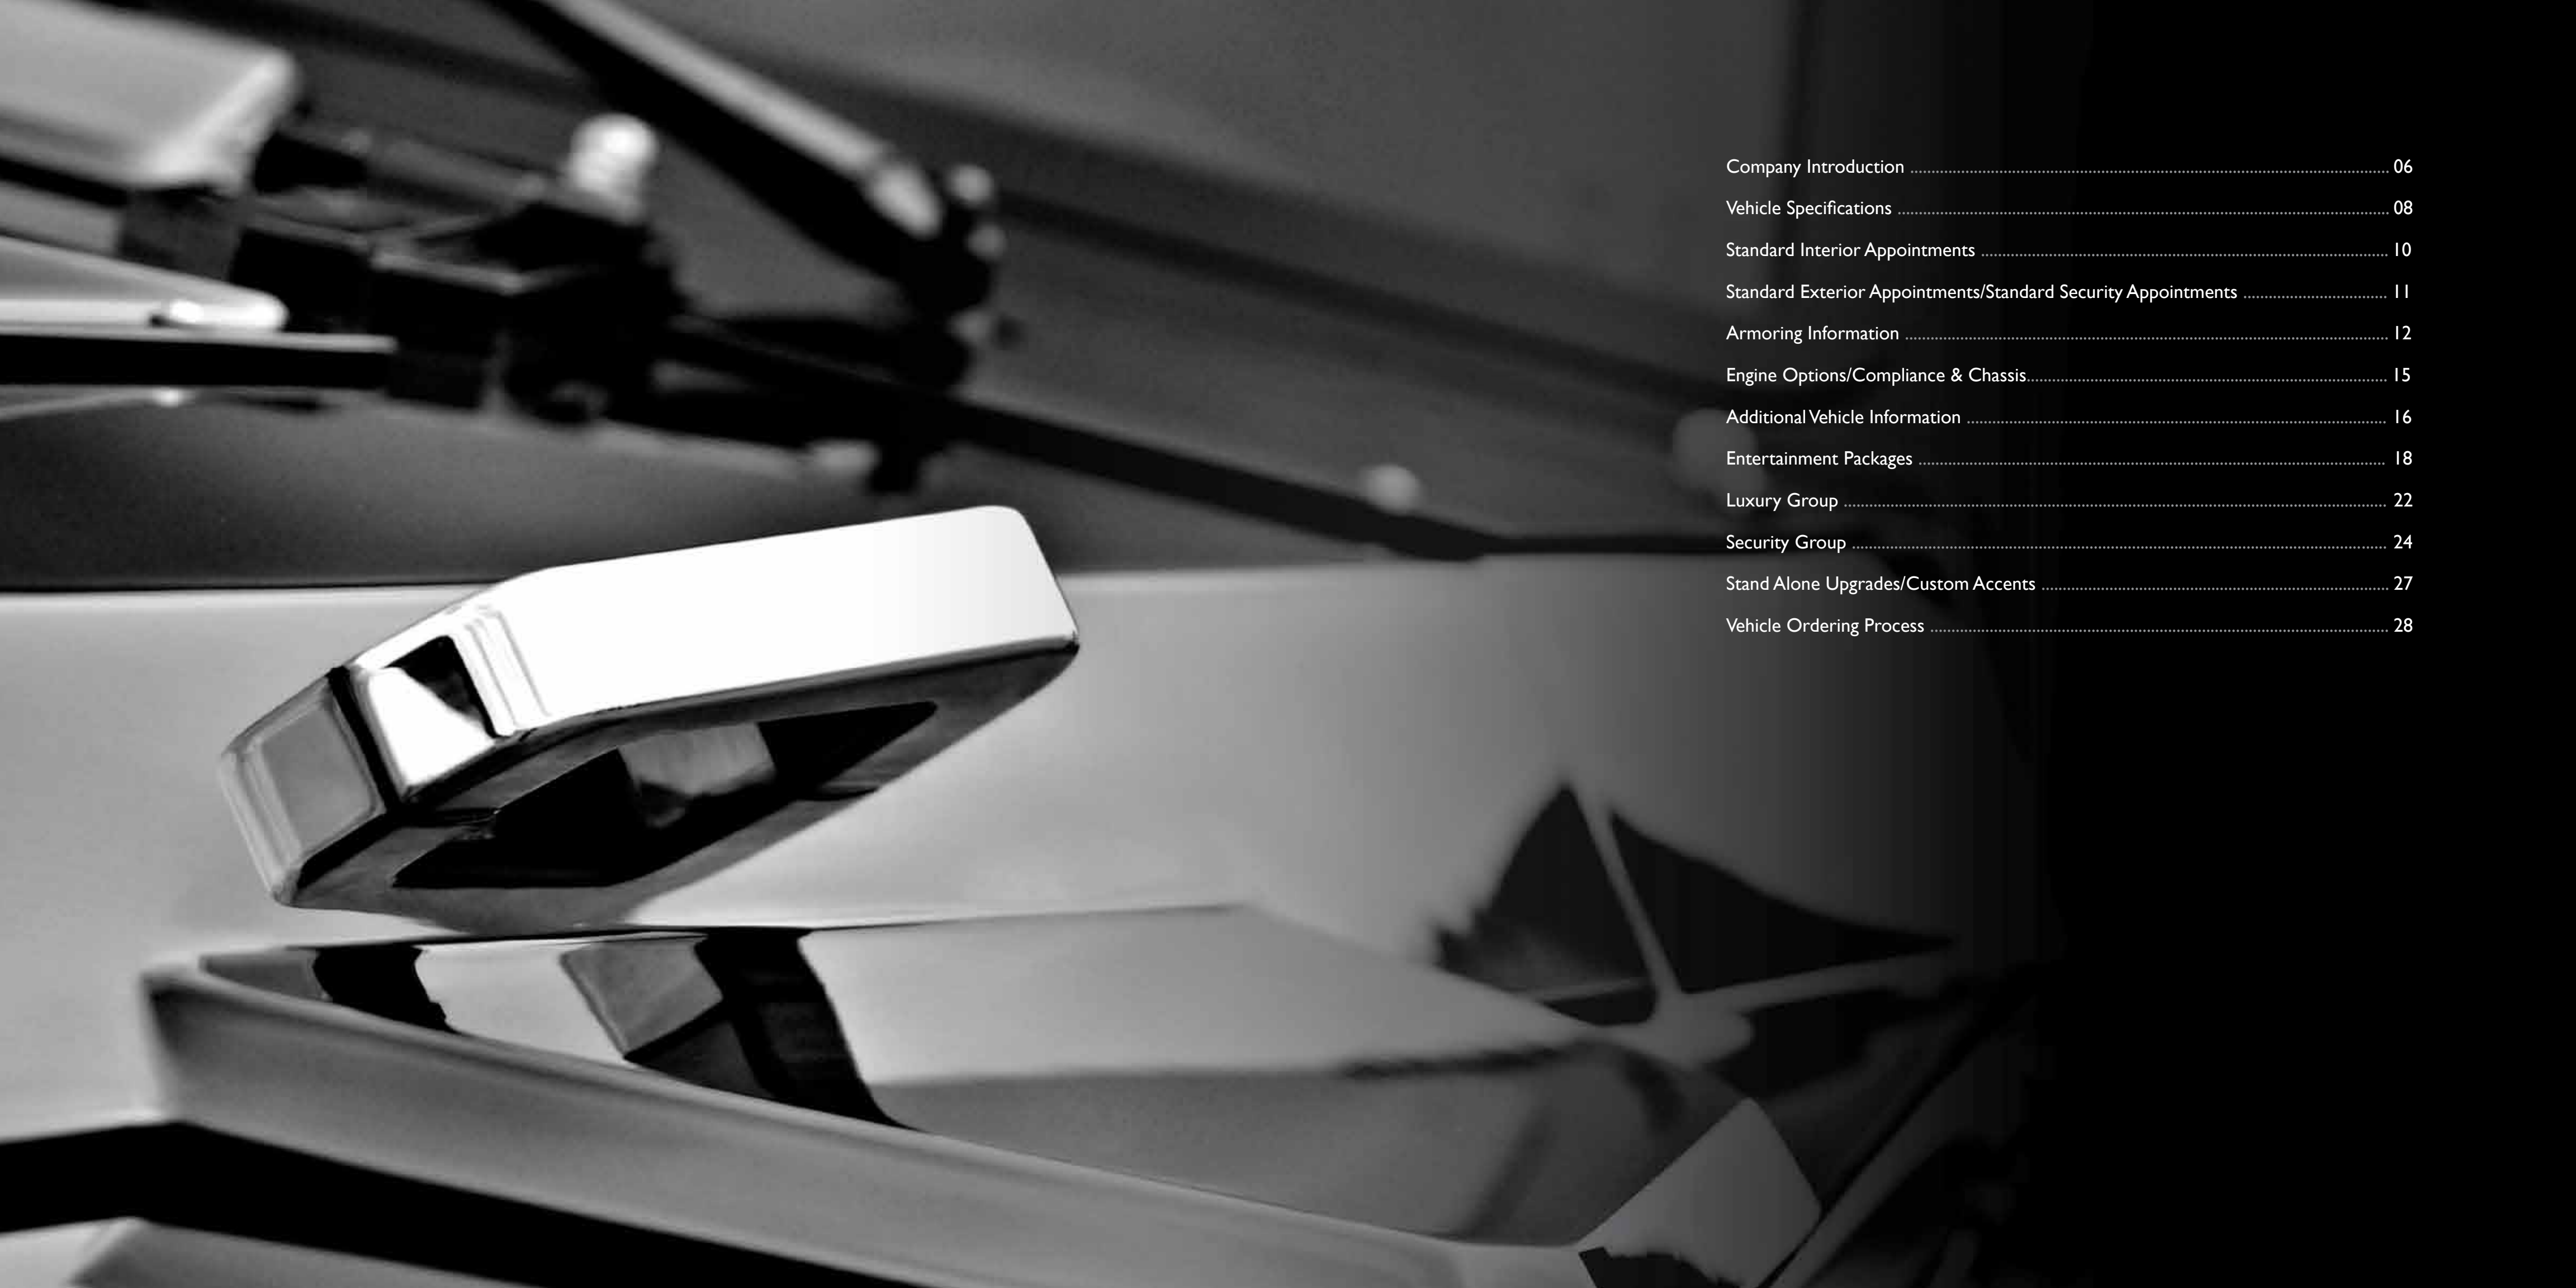 Company Introduction ........ 06
Vehicle Specifications ........ 08
Standard Interior Appointments ........ 10
Standard Exterior Appointments/Standard Security Appointments ........ 11
Armoring Information ........ 12
Engine Options/Compliance & Chassis........ 15
Additional Vehicle Information ........ 16
Entertainment Packages ........ 18
Luxury Group ........ 22
Security Group ........ 24
Stand Alone Upgrades/Custom Accents ........ 27
Vehicle Ordering Process ........ 28